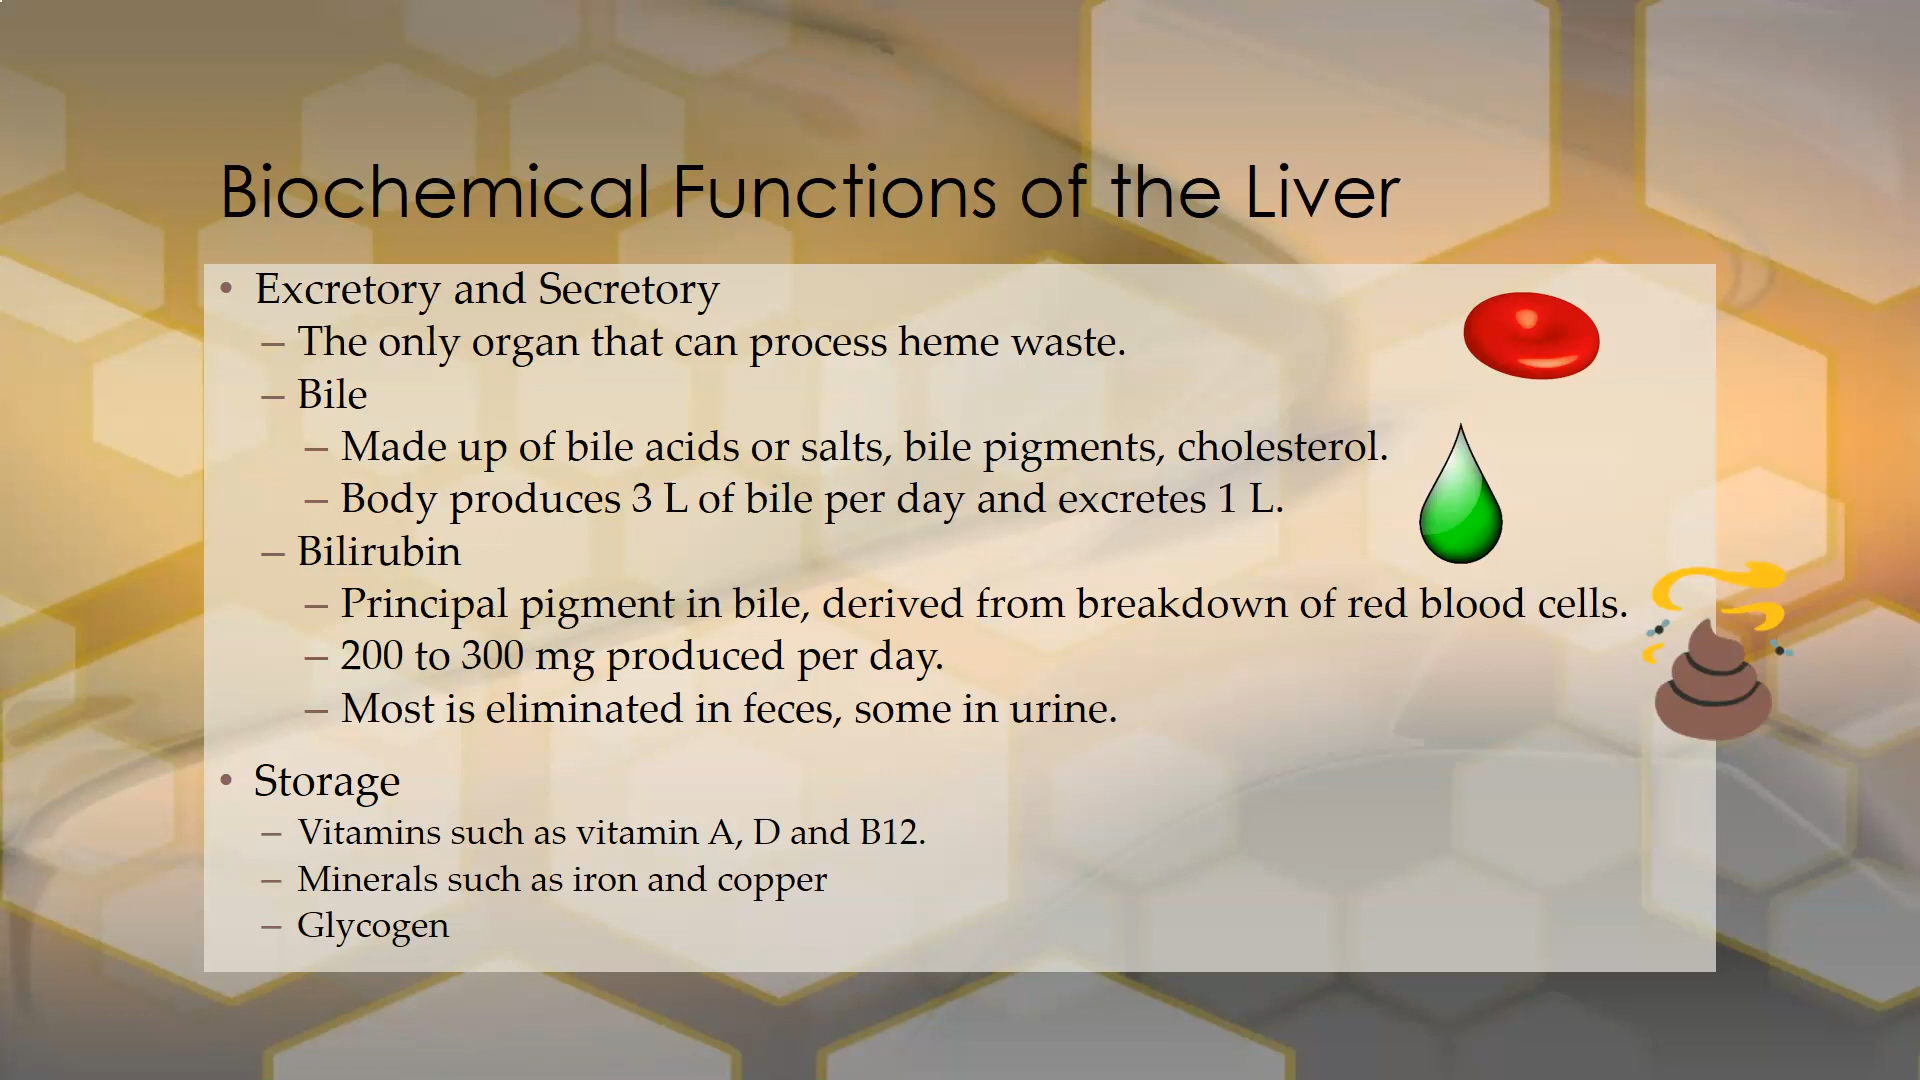 Biochemical Functions of the Liver
• Excretory and Secretory
– The only organ that can process heme waste.
– Bile
– Made up of bile acids or salts, bile pigments, cholesterol.
– Body produces 3 L of bile per day and excretes 1 L.
– Bilirubin
– Principal pigment in bile, derived from breakdown of red blood cells.
– 200 to 300 mg produced per day.
– Most is eliminated in feces, some in urine.
• Storage
– Vitamins such as vitamin A, D and B12.
– Minerals such as iron and copper
– Glycogen